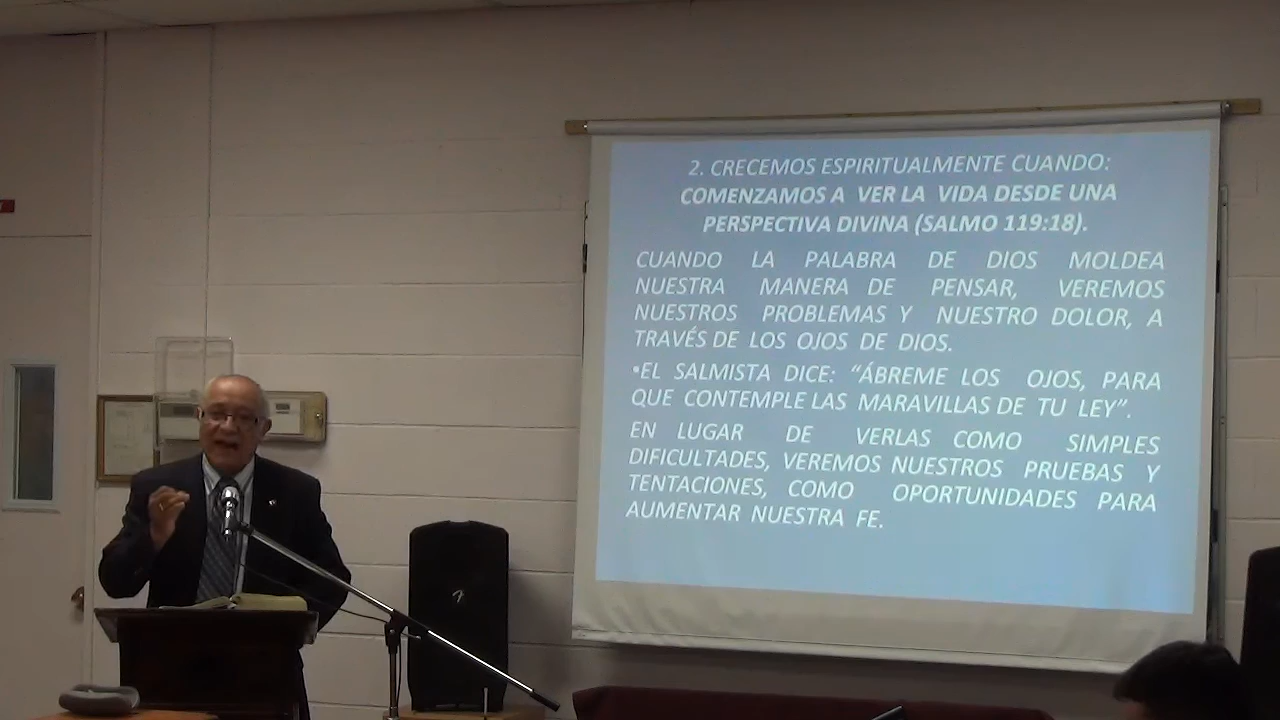 2. CRECEMOS ESPIRITUALMENTE CUANDO:
COMENZAMOS A VER LA VIDA DESDE UNA
PERSPECTIVA DIVINA (SALMO 119:18).
CUANDO LA PALABRA DE DIOS MOLDEA
NUESTRA MANERA DE PENSAR, VEREMOS
NUESTROS PROBLEMAS Y NUESTRO DOLOR, A
TRAVÉS DE LOS OJOS DE DIOS.
•EL SALMISTA DICE: “ÁBREME LOS OJOS, PARA
QUE CONTEMPLE LAS MARAVILLAS DE TU LEY”.
EN LUGAR DE VERLAS COMO SIMPLES
DIFICULTADES, VEREMOS NUESTROS PRUEBAS Y
TENTACIONES, COMO OPORTUNIDADES PARA
AUMENTAR NUESTRA FE.